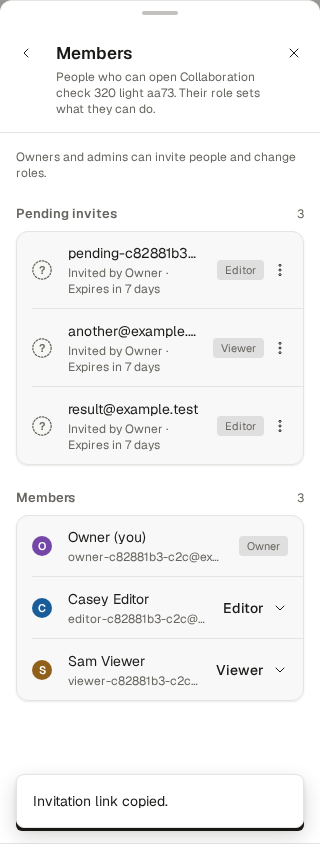 Members
People who can open Collaboration
check 320 light aa73. Their role sets
what they can do.
Owners and admins can invite people and change
roles.
Pending invites 3
pending-c82881b3...
Invited by Owner ·
Expires in 7 days
Editor
another@example....
Invited by Owner ·
Expires in 7 days
Viewer
result@example.test
Invited by Owner ·
Expires in 7 days
Editor
Members 3
O
Owner (you)
owner-c82881b3-c2c@ex...
Owner
C
Casey Editor
editor-c82881b3-c2c@...
Editor
S
Sam Viewer
viewer-c82881b3-c2c...
Viewer
Invitation link copied.